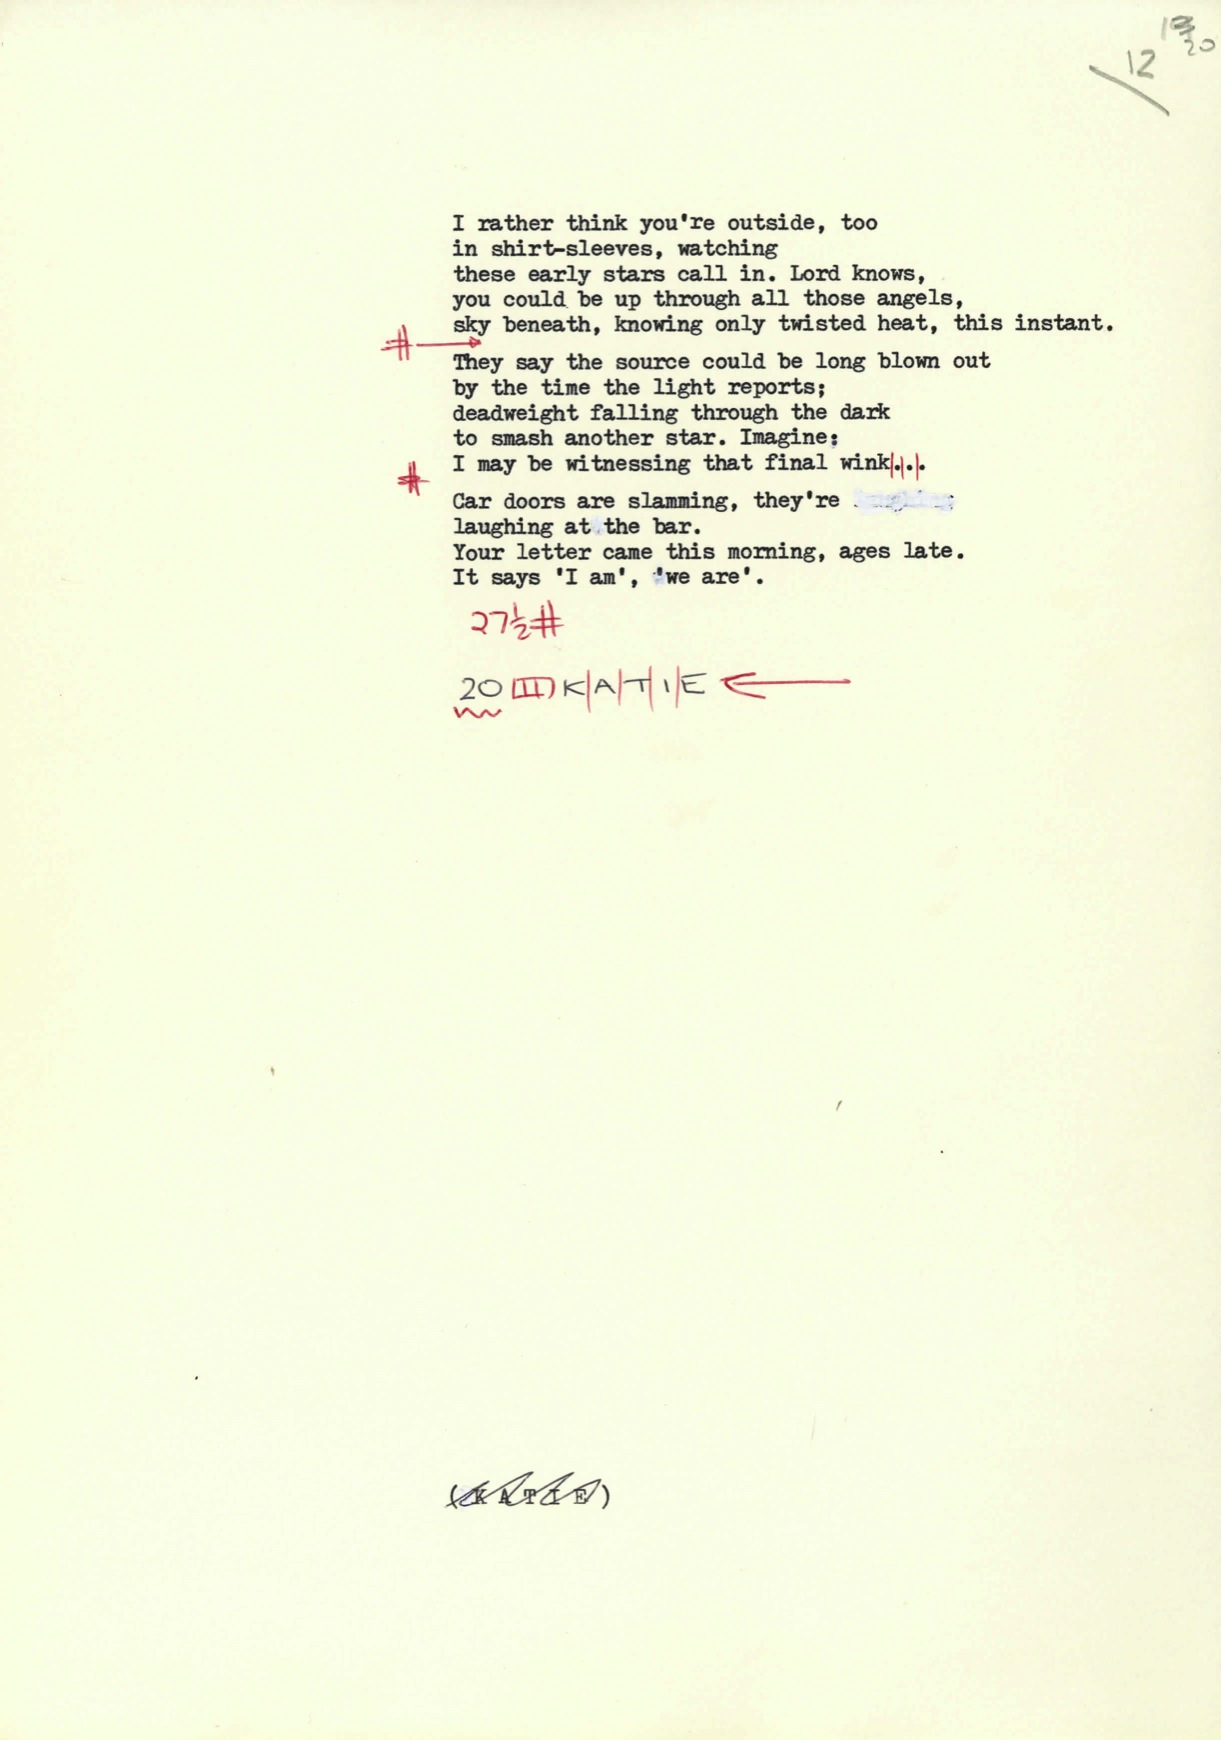 12
20
I rather think you're outside, too
in shirt-sleeves, watching
these early stars call in. Lord knows,
you could be up through all those angels,
sky beneath, knowing only twisted heat, this instant.
#
They say the source could be long blown out
by the time the light reports;
deadweight falling through the dark
to smash another star. Imagine:
I may be witnessing that final wink...
#
Car doors are slamming, they're
laughing at the bar.
Your letter came this morning, ages late.
It says 'I am', 'we are'.
27½#
20 KATIE
(K A T I E)